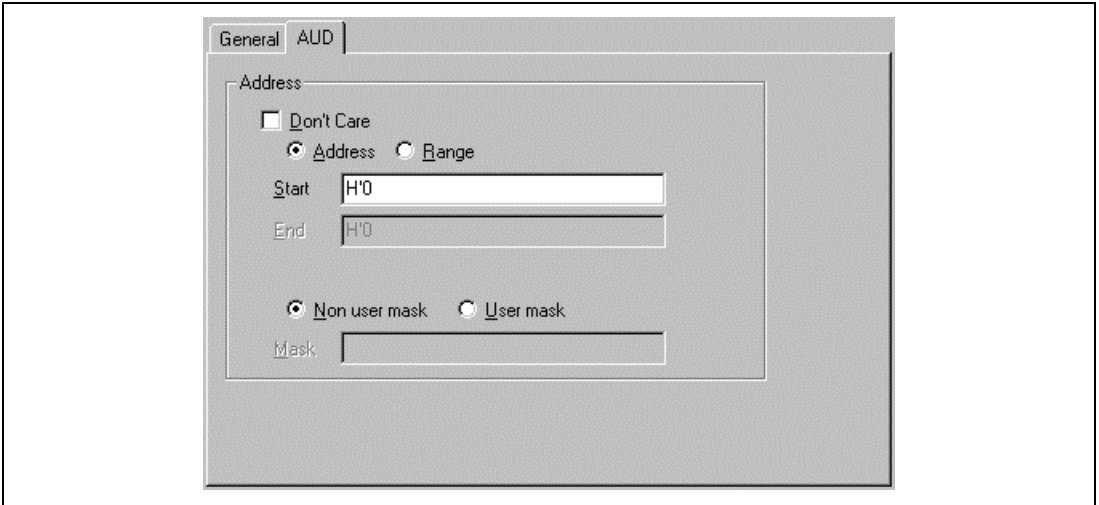 General AUD
Address
Don't Care
Address Range
Start H'0
End H'0
Non user mask User mask
Mask